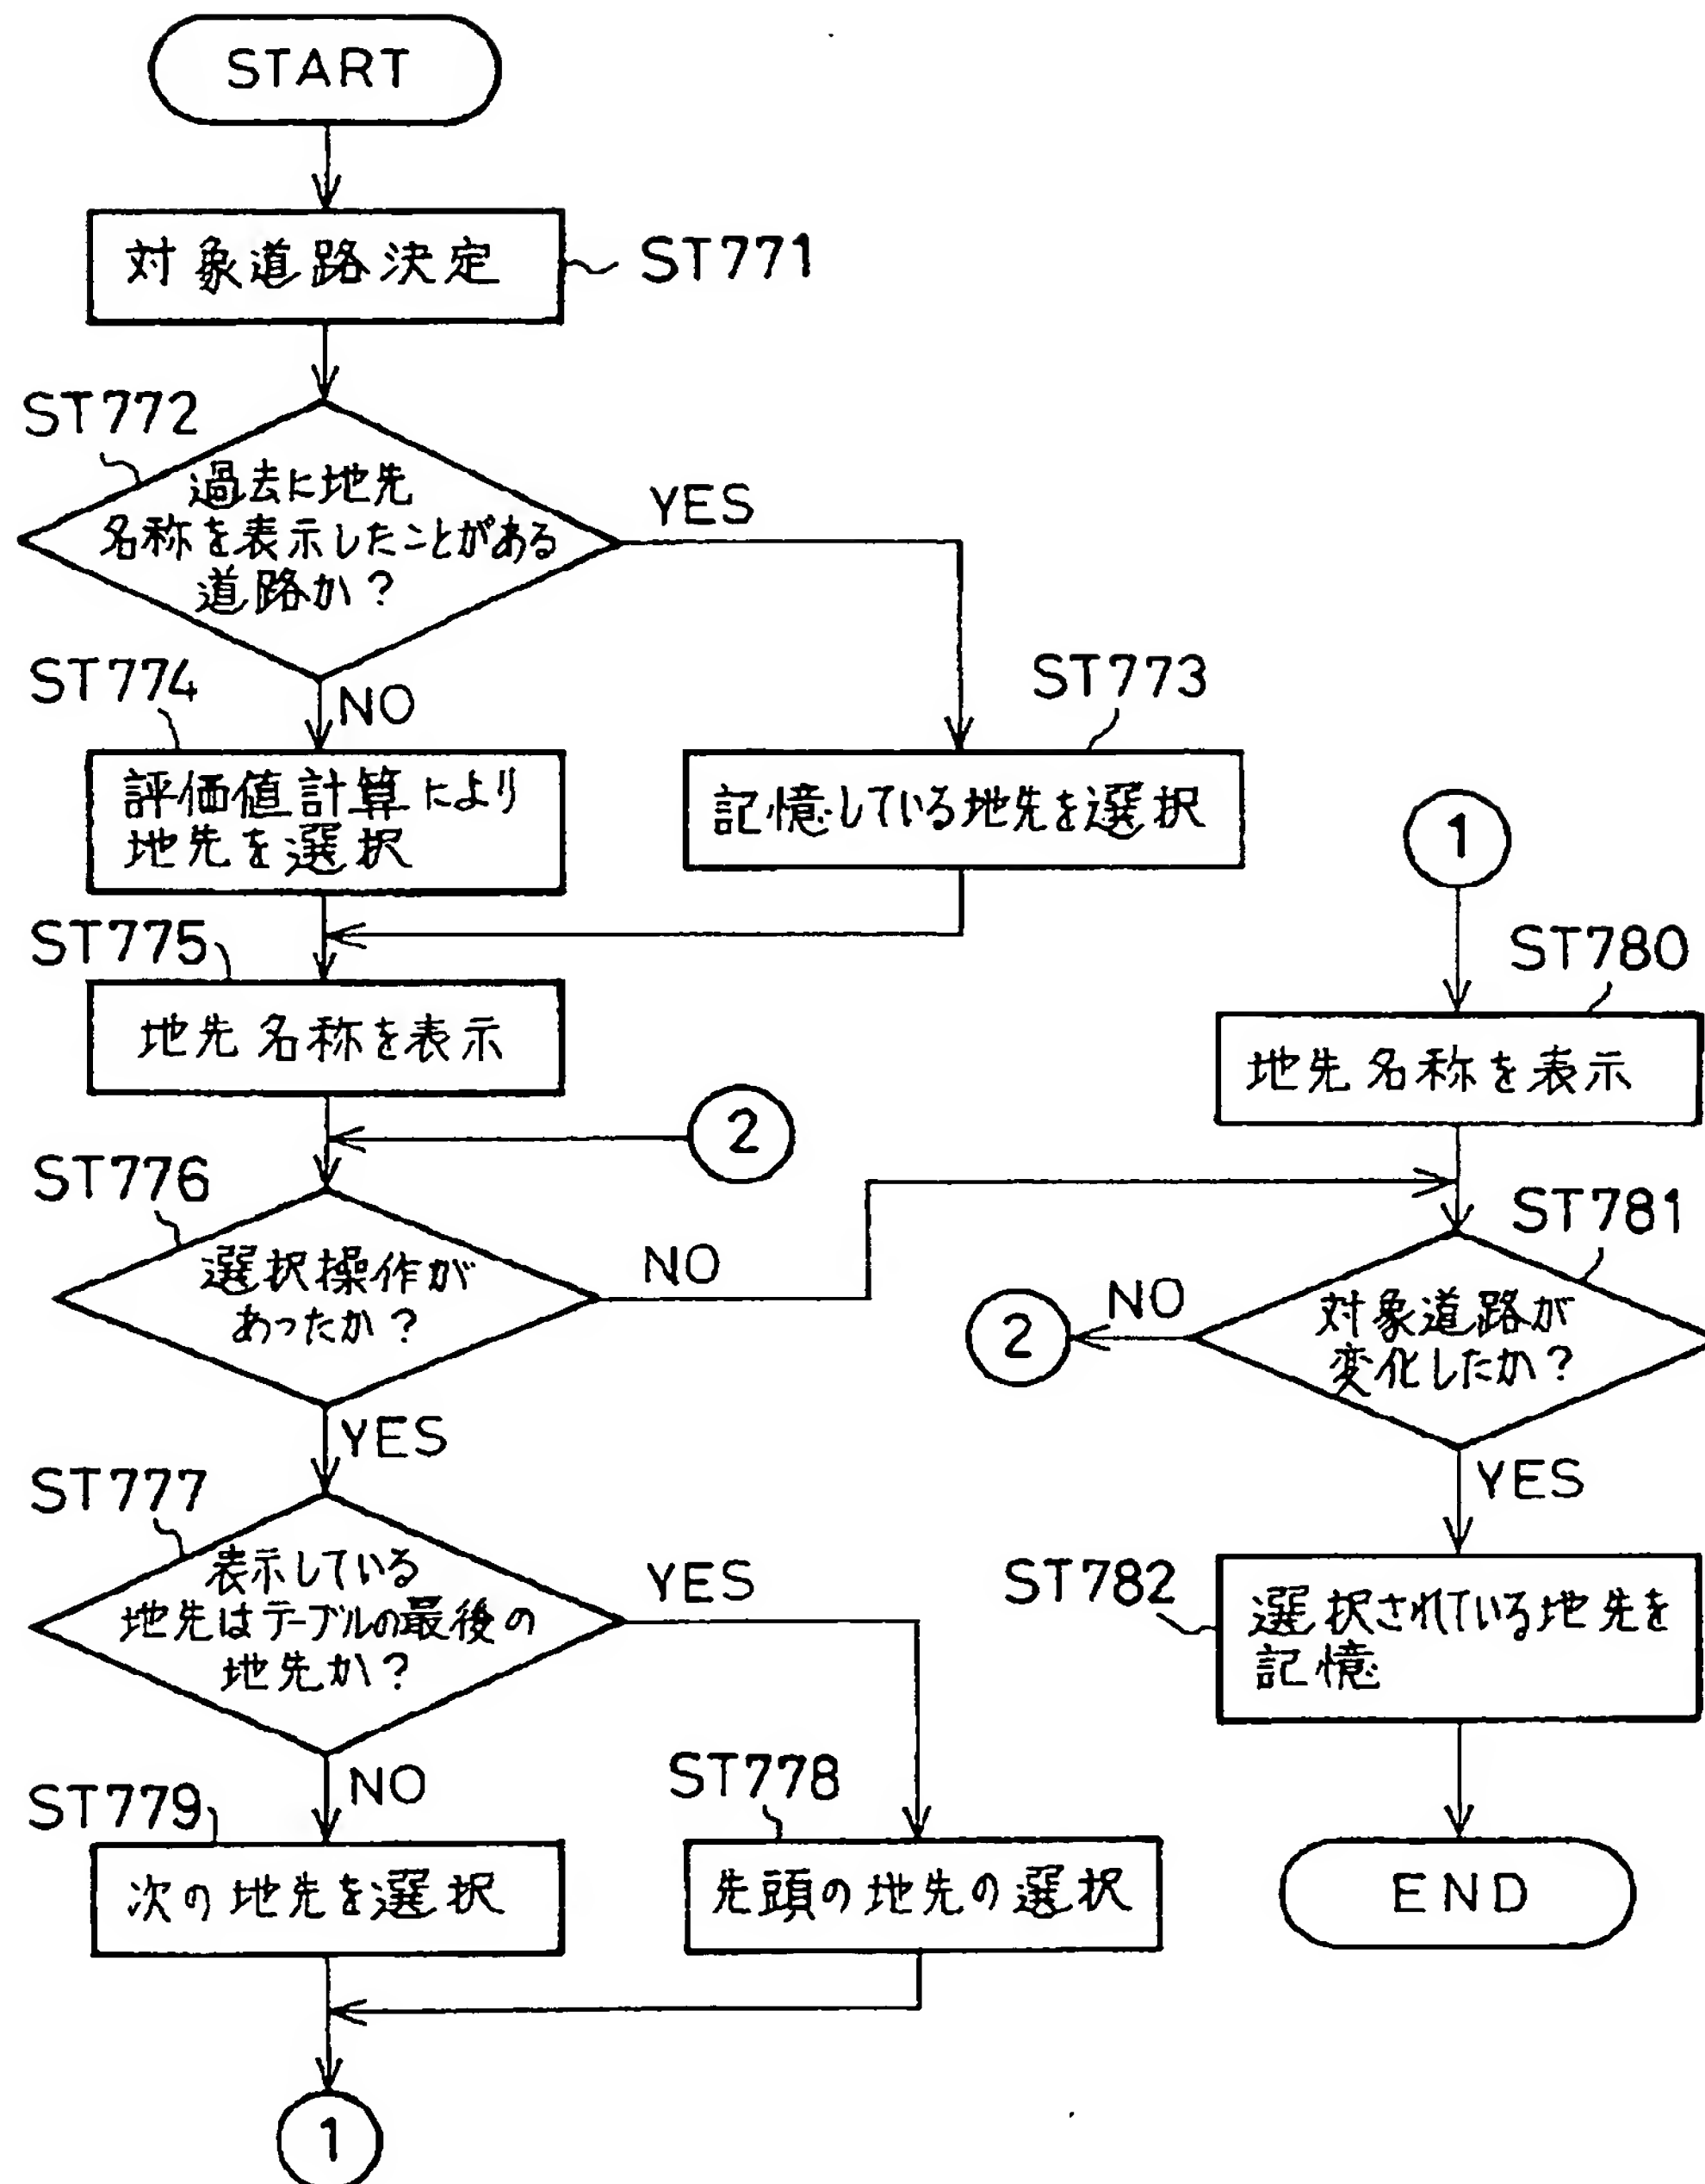 START
対象道路決定
ST771
ST772
過去に地先
名称を表示したことがある
道路か?
YES
NO
ST774
評価値計算により
地先を選択
ST773
記憶している地先を選択
ST775
地先名称を表示
2
ST776
選択操作が
あったか?
NO
YES
ST777
表示している
地先はテーブルの最後の
地先か?
YES
NO
ST779
次の地先を選択
ST778
先頭の地先の選択
1
1
ST780
地先名称を表示
ST781
対象道路が
変化したか?
NO
2
YES
ST782
選択されている地先を
記憶
END